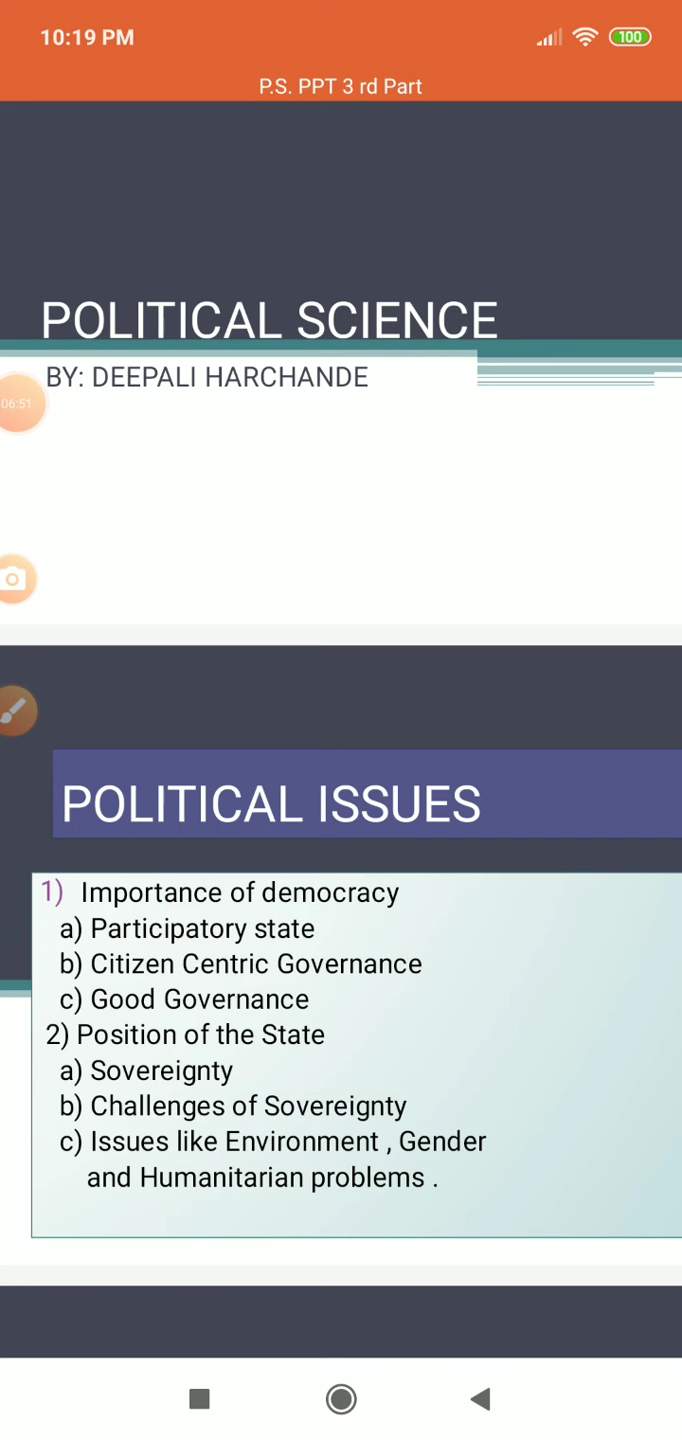 10:19 PM
100
P.S. PPT 3 rd Part
POLITICAL SCIENCE
BY: DEEPALI HARCHANDE
06:51
POLITICAL ISSUES
1) Importance of democracy
a) Participatory state
b) Citizen Centric Governance
c) Good Governance
2) Position of the State
a) Sovereignty
b) Challenges of Sovereignty
c) Issues like Environment , Gender
and Humanitarian problems .